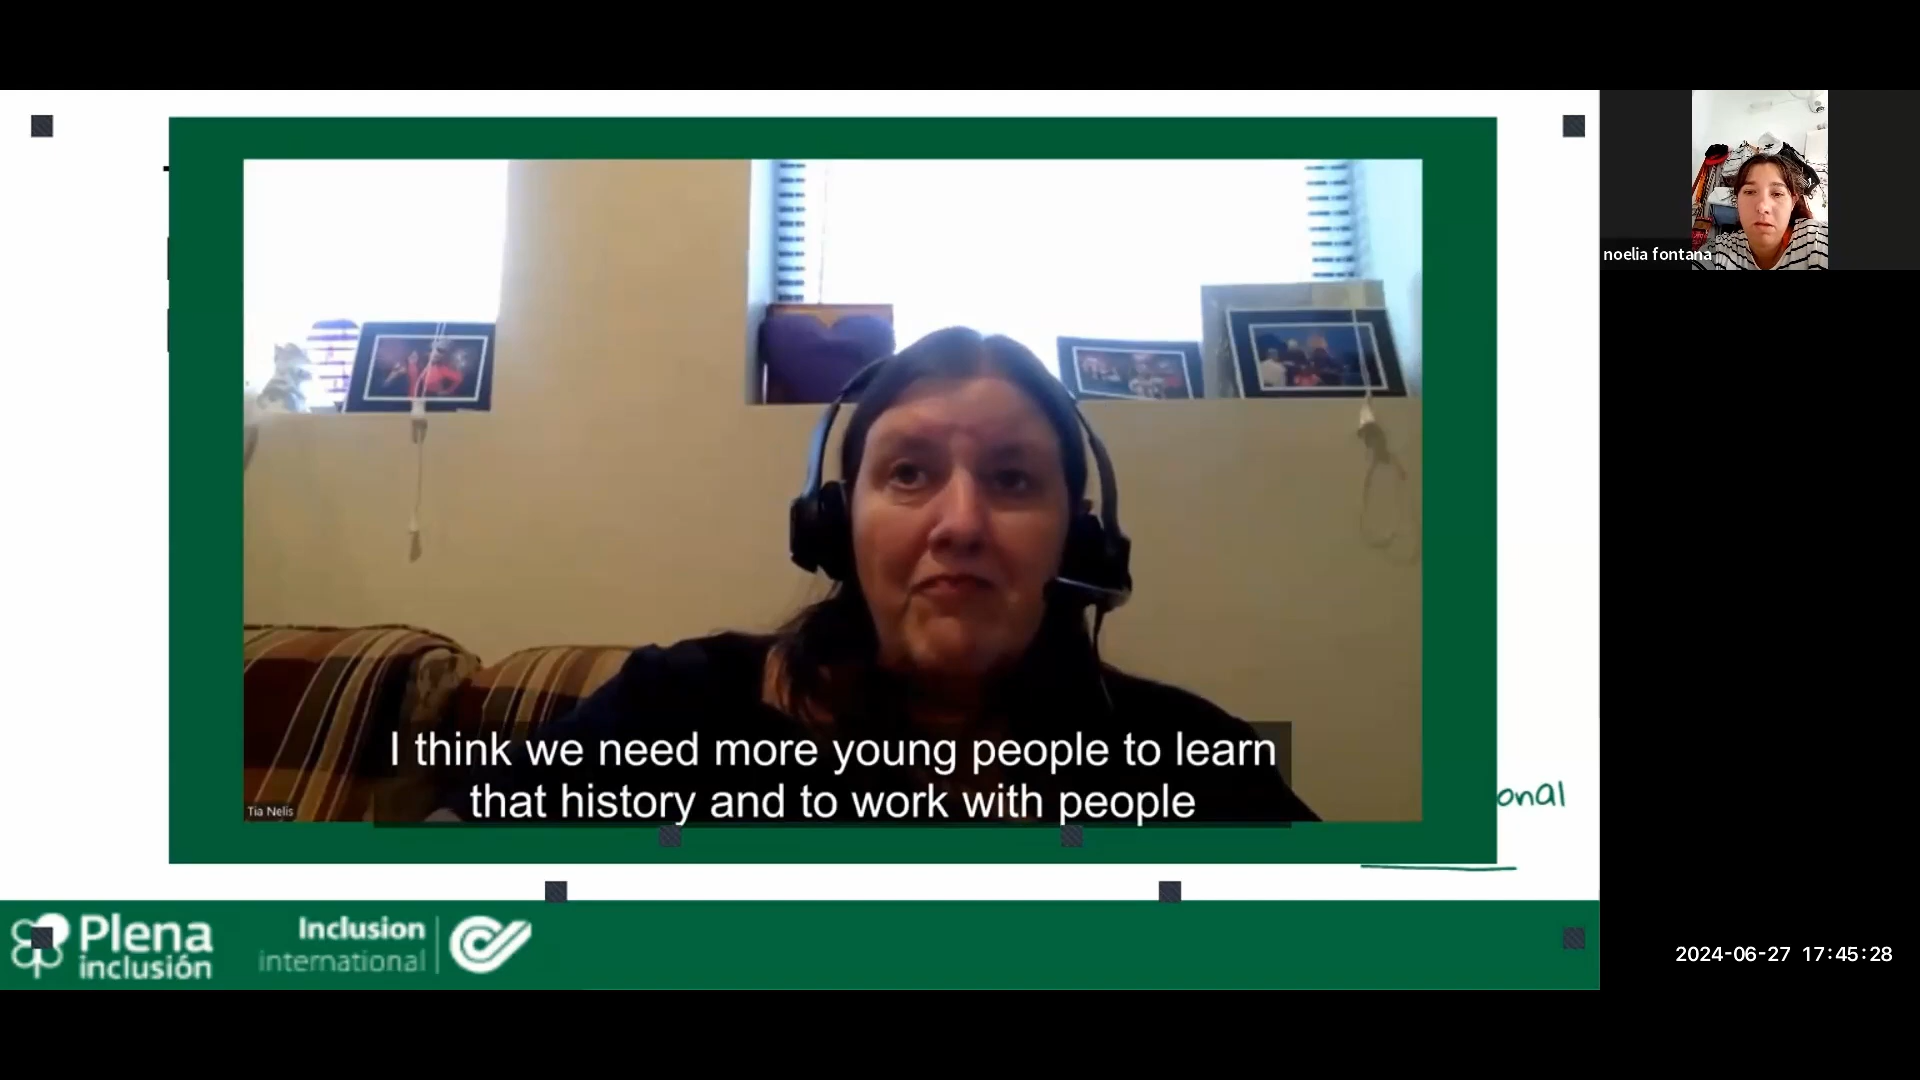 noelia fontana
I think we need more young people to learn
that history and to work with people
Tia Nelis
onal
Plena
inclusión
Inclusion
international
2024-06-27 17:45:28